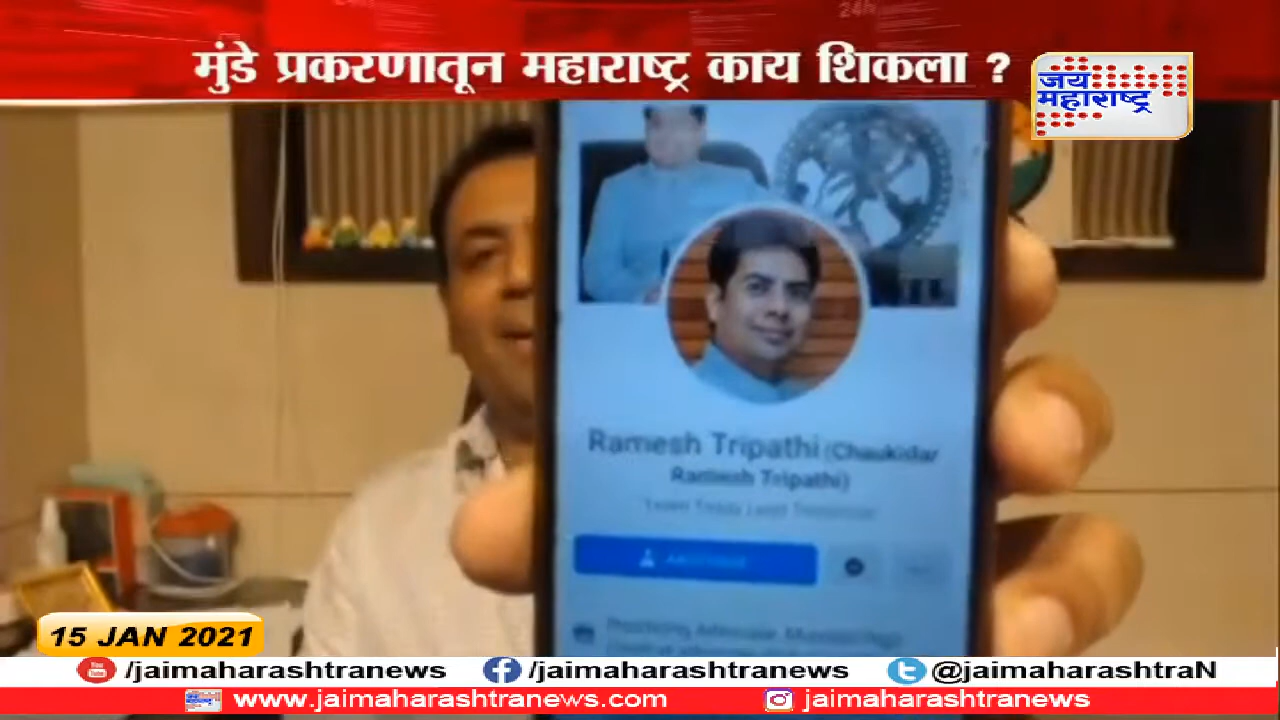 मुंडे प्रकरणातून महाराष्ट्र काय शिकला ?
जय
महाराष्ट्र
Ramesh Tripathi (Chaukidar
Ramesh Tripathi)
15 JAN 2021
/jaimaharashtranews /jaimaharashtranews @jaimaharashtraN
www.jaimaharashtranews.com jaimaharashtranews